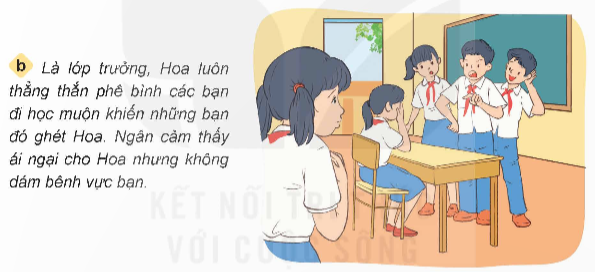 b Là lớp trưởng, Hoa luôn
thẳng thắn phê bình các bạn
đi học muộn khiến những bạn
đó ghét Hoa. Ngân cảm thấy
ái ngại cho Hoa nhưng không
dám bênh vực bạn.
KẾT NỐI TRI
VỚI CUỘC SỐNG